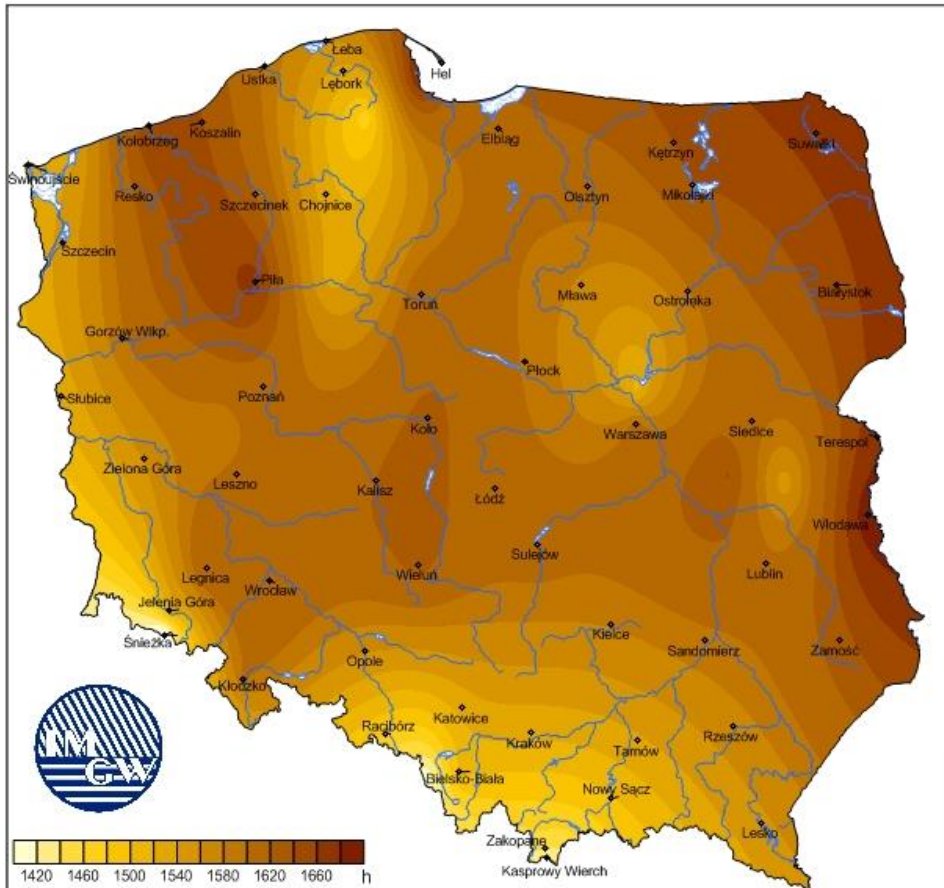 Łeba
Hel
Ustka
Lębork
Kołobrzeg
Koszalin
Elbląg
Kętrzyn
Suwałki
Świnoujście
Resko
Szczecinek
Chojnice
Olsztyn
Mikołajki
Szczecin
Piła
Toruń
Mława
Ostrołęka
Białystok
Gorzów Wlkp.
Płock
Słubice
Poznań
Koło
Warszawa
Siedlce
Terespol
Zielona Góra
Leszno
Kalisz
Łódź
Włodawa
Sulejów
Legnica
Wrocław
Wieluń
Lublin
Jelenia Góra
Śnieżka
Kielce
Sandomierz
Zamość
Opole
Kłodzko
Katowice
Racibórz
Kraków
Tarnów
Rzeszów
Bielsko-Biała
Nowy Sącz
Lesko
Zakopane
Kasprowy Wierch
IM
GW
1420 1460 1500 1540 1580 1620 1660 h